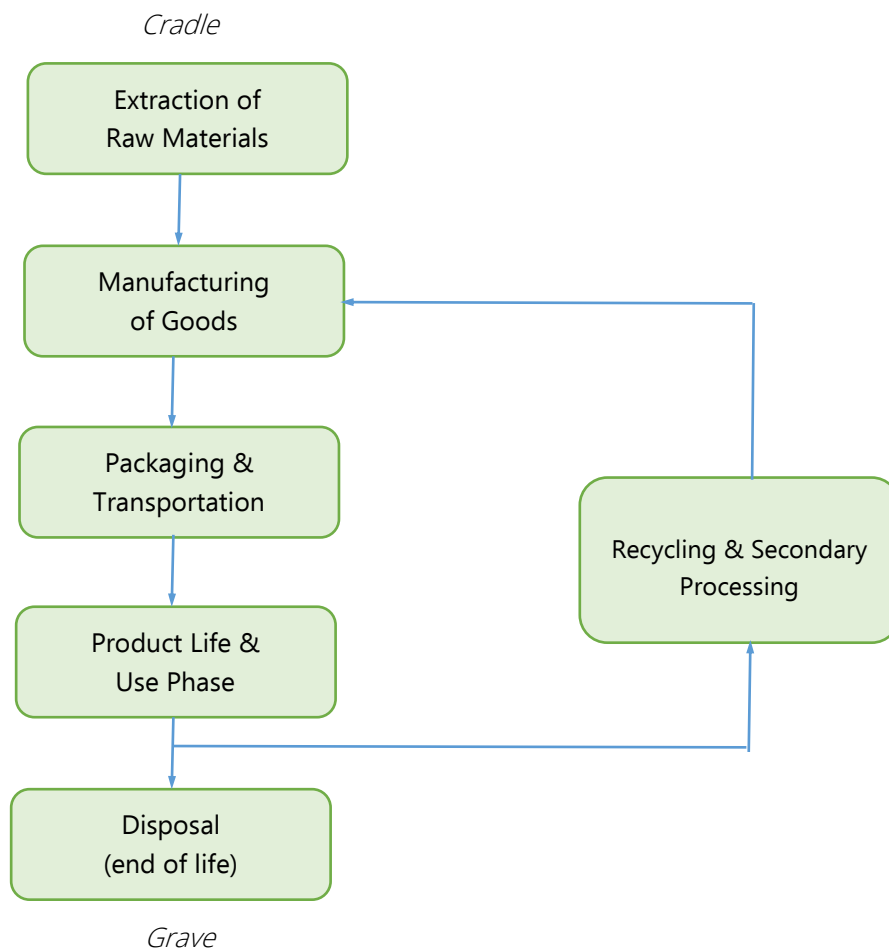 Cradle
Extraction of
Raw Materials
Manufacturing
of Goods
Packaging &
Transportation
Product Life &
Use Phase
Disposal
(end of life)
Grave
Recycling & Secondary
Processing